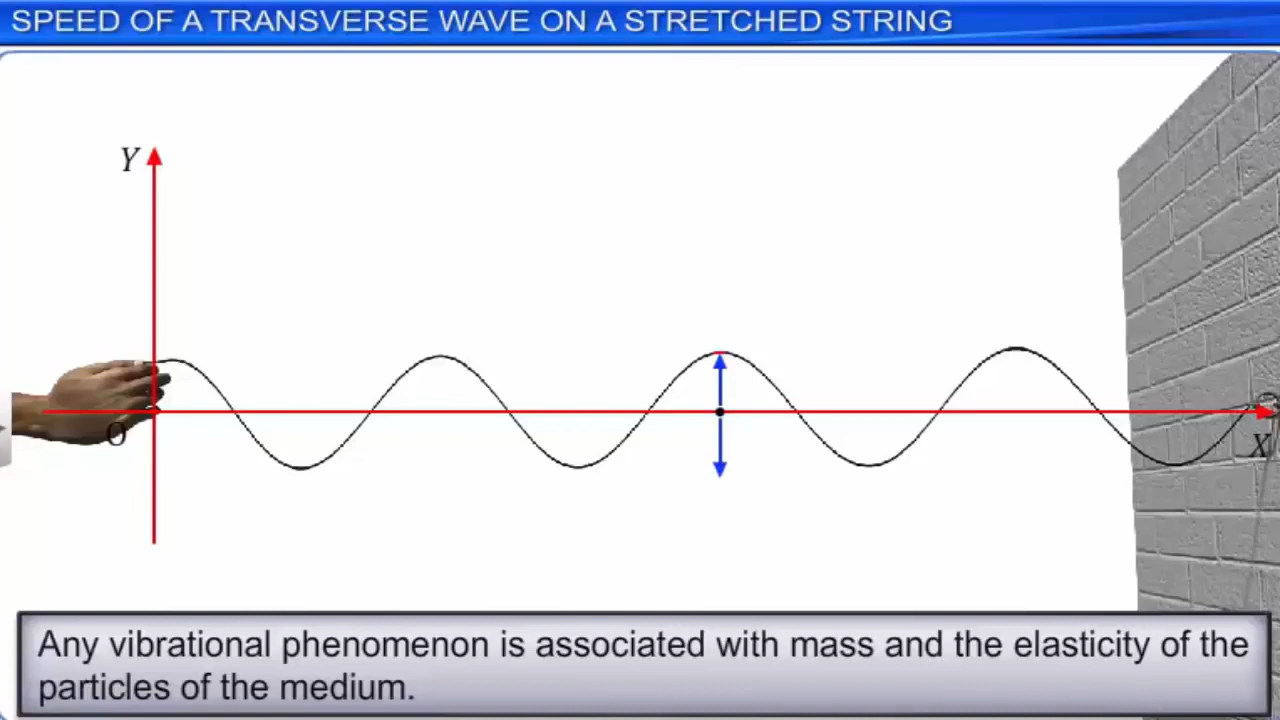 SPEED OF A TRANSVERSE WAVE ON A STRETCHED STRING
Y
O
X
Any vibrational phenomenon is associated with mass and the elasticity of the
particles of the medium.